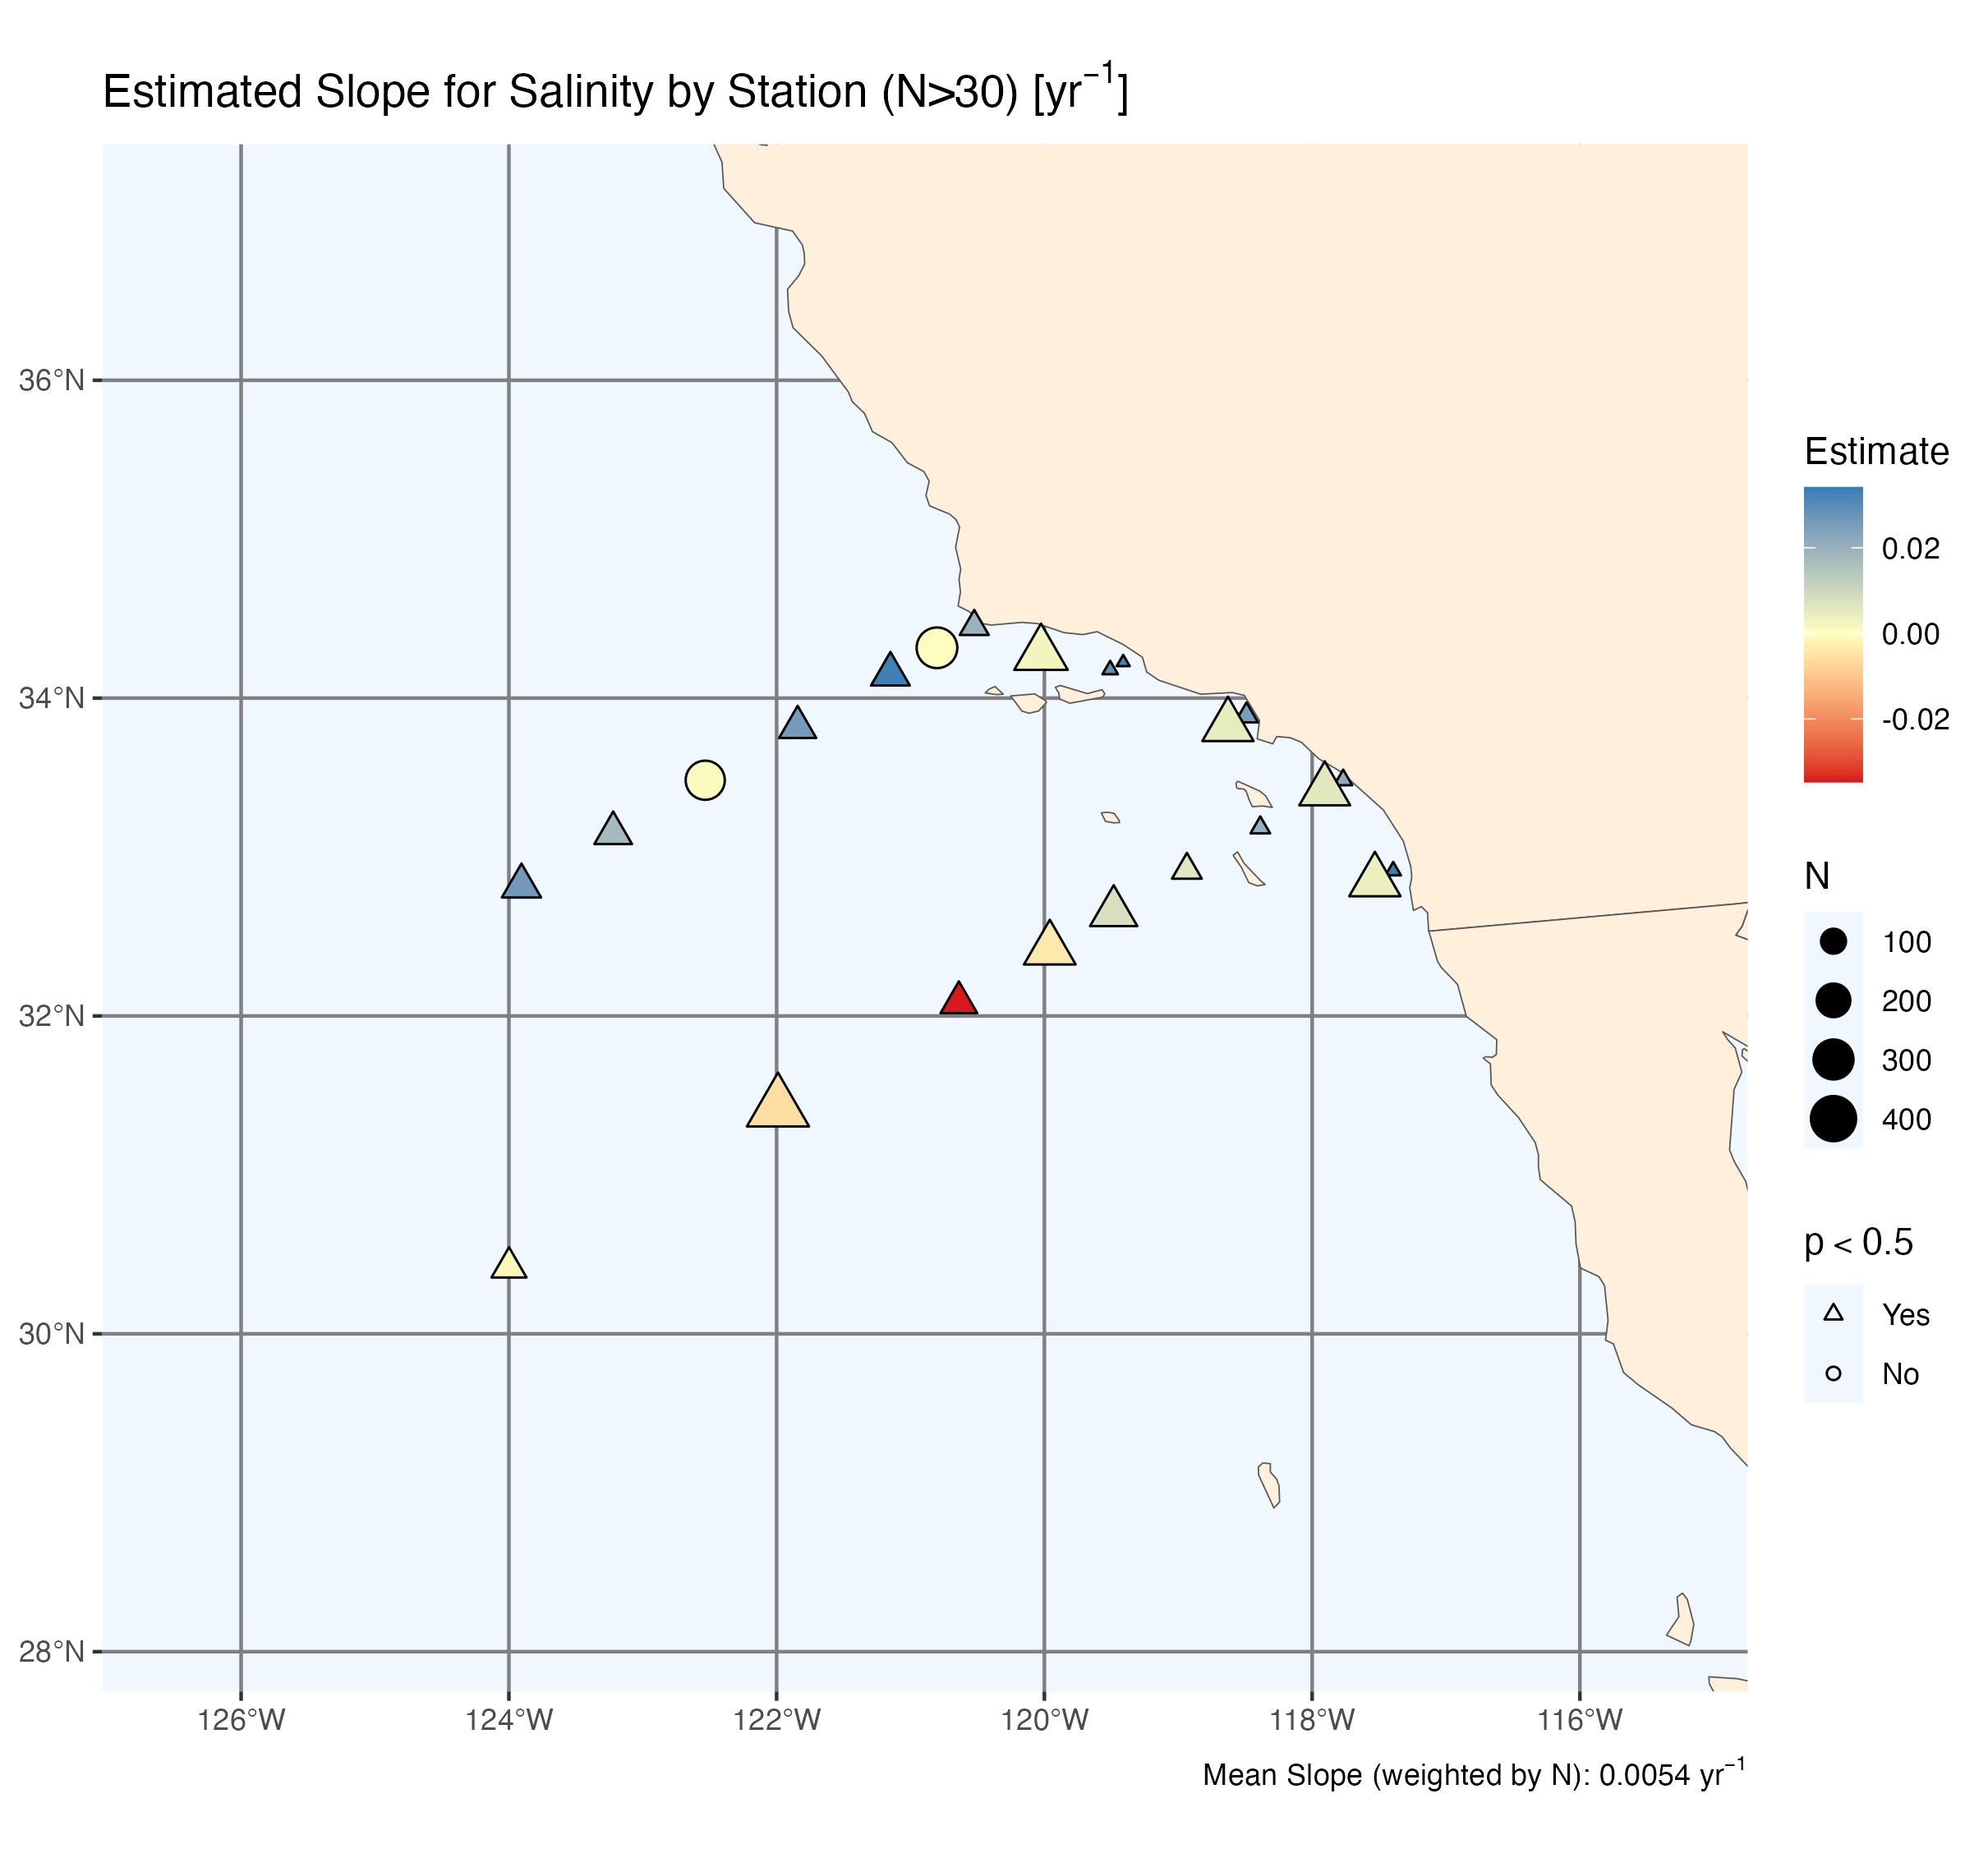 Estimated Slope for Salinity by Station (N>30) [yr⁻¹]
36°N
34°N
32°N
30°N
28°N
126°W
124°W
122°W
120°W
118°W
116°W
Estimate
0.02
0.00
-0.02
N
100
200
300
400
p < 0.5
Yes
No
Mean Slope (weighted by N): 0.0054 yr⁻¹